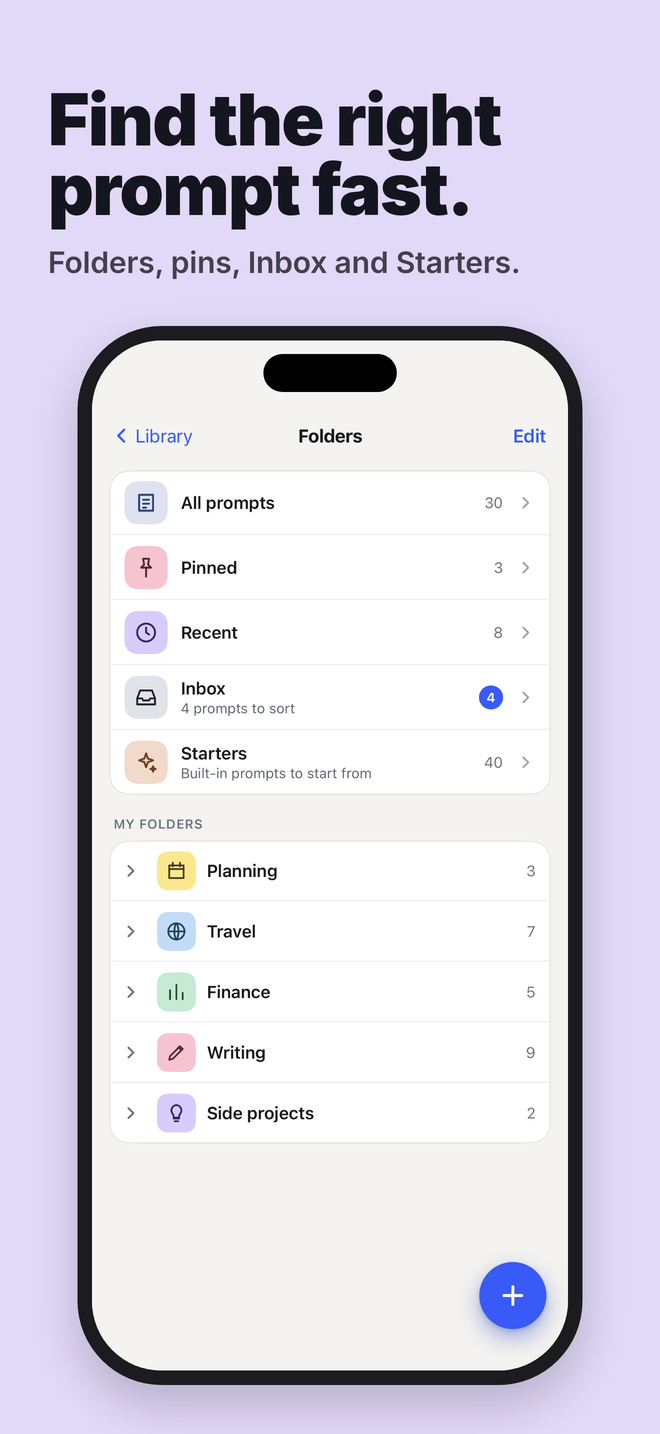 Find the right
prompt fast.
Folders, pins, Inbox and Starters.
Library
Folders
Edit
All prompts 30
Pinned 3
Recent 8
Inbox
4 prompts to sort
4
Starters
Built-in prompts to start from
40
MY FOLDERS
Planning 3
Travel 7
Finance 5
Writing 9
Side projects 2